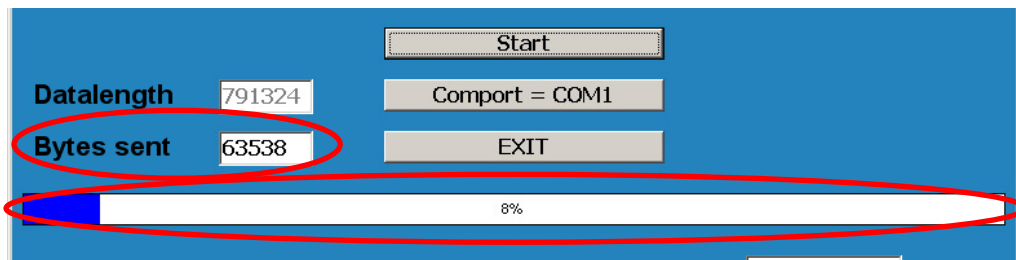 Start
Datalength 791324 Comport = COM1
Bytes sent 63538 EXIT
8%